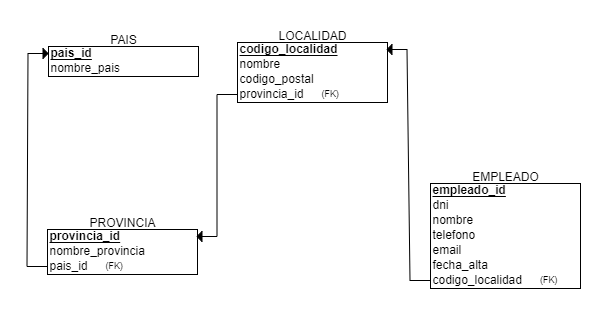 PAIS
pais_id
nombre_pais
LOCALIDAD
codigo_localidad
nombre
codigo_postal
provincia_id (FK)
PROVINCIA
provincia_id
nombre_provincia
pais_id (FK)
EMPLEADO
empleado_id
dni
nombre
telefono
email
fecha_alta
codigo_localidad (FK)